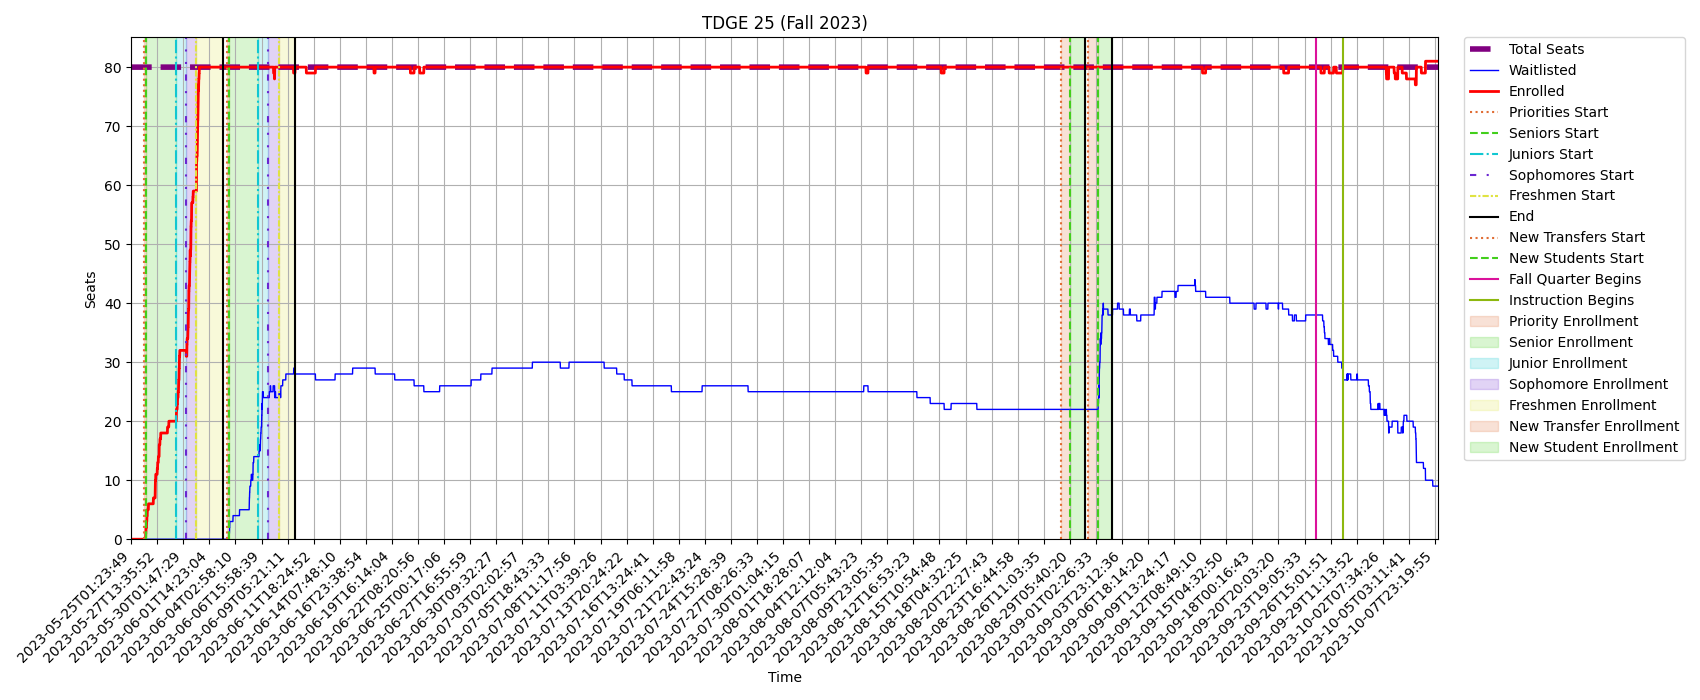 TDGE 25 (Fall 2023)
80
70
60
50
40
30
20
10
0
Seats
2023-05-25T01:23:49
2023-05-27T13:35:52
2023-05-30T01:47:29
2023-06-01T14:23:04
2023-06-04T02:58:10
2023-06-06T15:58:39
2023-06-09T05:21:11
2023-06-11T18:24:52
2023-06-14T07:48:10
2023-06-16T23:38:54
2023-06-19T16:14:04
2023-06-22T08:20:56
2023-06-25T00:17:06
2023-06-27T16:55:59
2023-06-30T09:32:27
2023-07-03T02:02:57
2023-07-05T18:43:33
2023-07-08T11:17:56
2023-07-11T03:39:26
2023-07-13T20:24:22
2023-07-16T13:24:41
2023-07-19T06:11:58
2023-07-21T22:43:24
2023-07-24T15:28:39
2023-07-27T08:26:33
2023-07-30T01:04:15
2023-08-01T18:28:07
2023-08-04T12:12:04
2023-08-07T05:43:23
2023-08-09T23:05:35
2023-08-12T16:53:23
2023-08-15T10:54:48
2023-08-18T04:32:25
2023-08-20T22:27:43
2023-08-23T16:44:58
2023-08-26T11:03:35
2023-08-29T05:40:20
2023-09-01T02:26:33
2023-09-03T23:12:36
2023-09-06T18:14:20
2023-09-09T13:24:17
2023-09-12T08:49:10
2023-09-15T04:32:50
2023-09-18T00:16:43
2023-09-20T20:03:20
2023-09-23T19:05:33
2023-09-26T15:01:51
2023-09-29T11:13:52
2023-10-02T07:34:26
2023-10-05T03:11:41
2023-10-07T23:19:55
Time
Total Seats
Waitlisted
Enrolled
Priorities Start
Seniors Start
Juniors Start
Sophomores Start
Freshmen Start
End
New Transfers Start
New Students Start
Fall Quarter Begins
Instruction Begins
Priority Enrollment
Senior Enrollment
Junior Enrollment
Sophomore Enrollment
Freshmen Enrollment
New Transfer Enrollment
New Student Enrollment